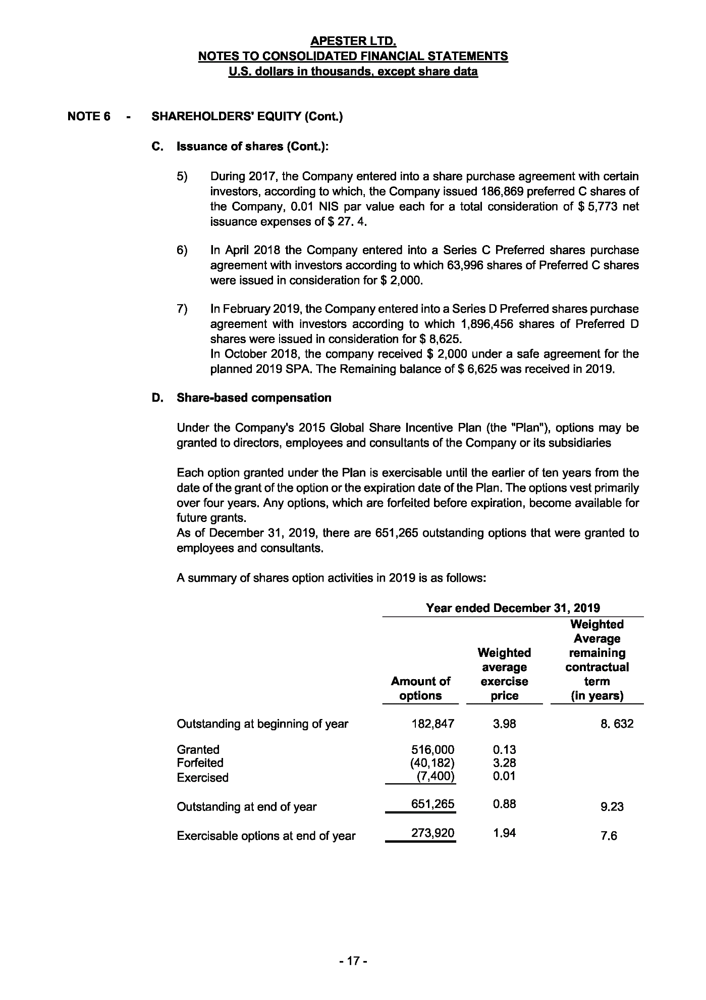 APESTER LTD.
NOTES TO CONSOLIDATED FINANCIAL STATEMENTS
U.S. dollars in thousands, except share data
NOTE 6 - SHAREHOLDERS' EQUITY (Cont.)
C. Issuance of shares (Cont.):
5) During 2017, the Company entered into a share purchase agreement with certain
investors, according to which, the Company issued 186,869 preferred C shares of
the Company, 0.01 NIS par value each for a total consideration of $ 5,773 net
issuance expenses of $ 27. 4.
6) In April 2018 the Company entered into a Series C Preferred shares purchase
agreement with investors according to which 63,996 shares of Preferred C shares
were issued in consideration for $ 2,000.
7) In February 2019, the Company entered into a Series D Preferred shares purchase
agreement with investors according to which 1,896,456 shares of Preferred D
shares were issued in consideration for $ 8,625.
In October 2018, the company received $ 2,000 under a safe agreement for the
planned 2019 SPA. The Remaining balance of $ 6,625 was received in 2019.
D. Share-based compensation
Under the Company's 2015 Global Share Incentive Plan (the "Plan"), options may be
granted to directors, employees and consultants of the Company or its subsidiaries
Each option granted under the Plan is exercisable until the earlier of ten years from the
date of the grant of the option or the expiration date of the Plan. The options vest primarily
over four years. Any options, which are forfeited before expiration, become available for
future grants.
As of December 31, 2019, there are 651,265 outstanding options that were granted to
employees and consultants.
A summary of shares option activities in 2019 is as follows:
Year ended December 31, 2019
Weighted
Average
Weighted remaining
average contractual
Amount of exercise term
options price (in years)
Outstanding at beginning of year 182,847 3.98 8. 632
Granted 516,000 0.13
Forfeited (40,182) 3.28
Exercised (7,400) 0.01
Outstanding at end of year 651,265 0.88 9.23
Exercisable options at end of year 273,920 1.94 7.6
- 17 -